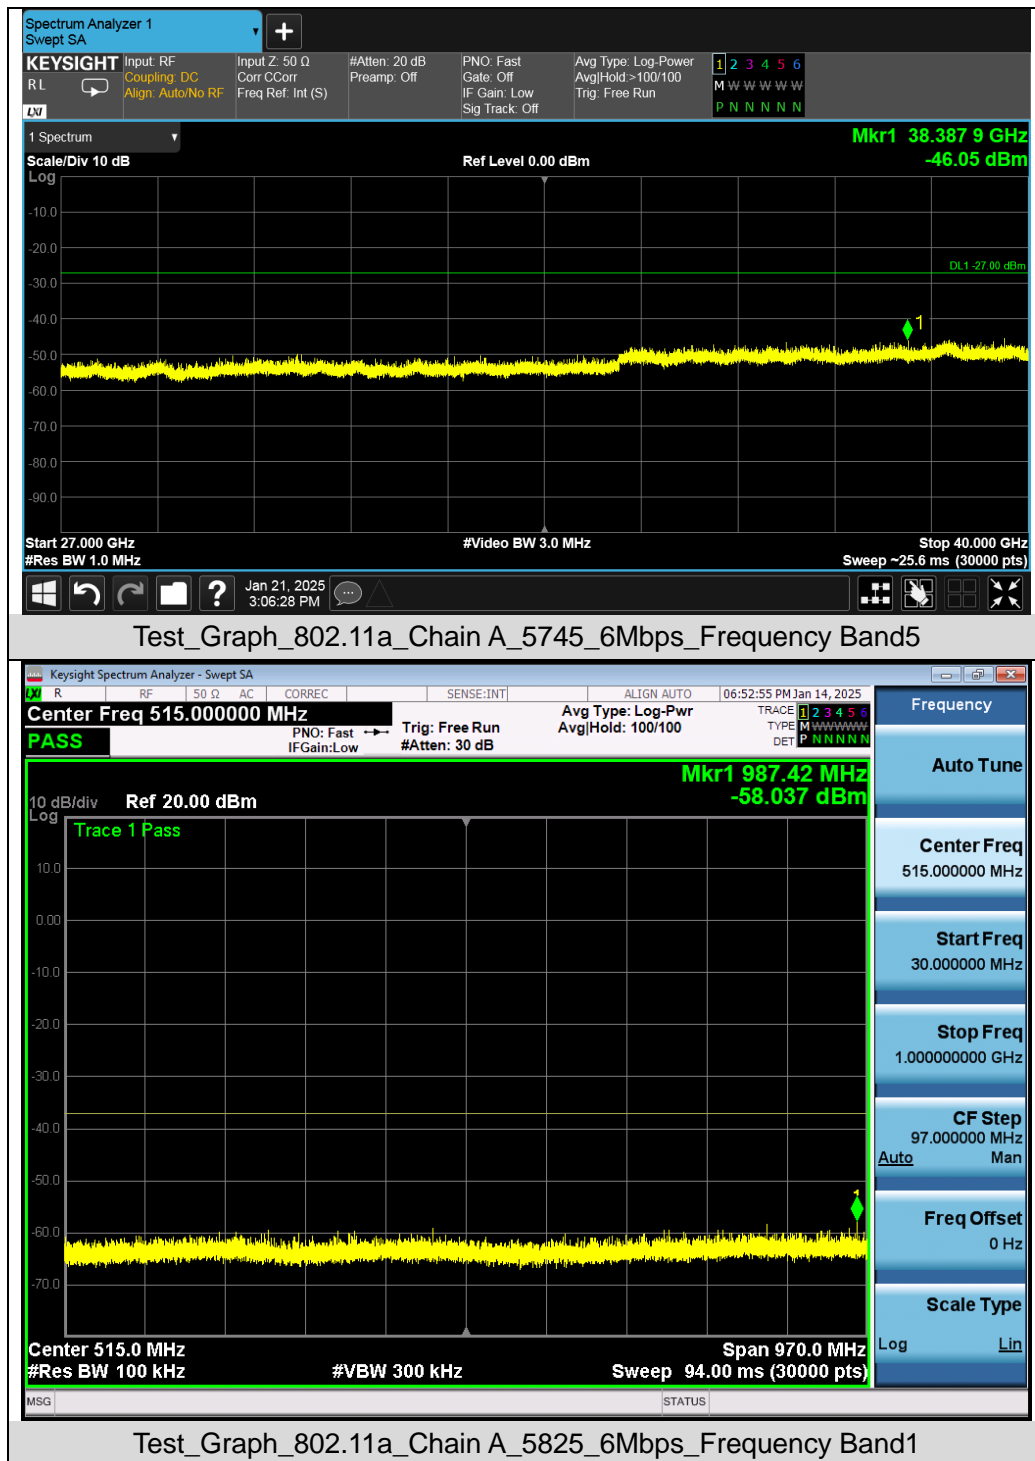 Spectrum Analyzer 1
Swept SA
KEYSIGHT
RL
LXI
Input: RF
Coupling: DC
Align: Auto/No RF
Input Z: 50 Ω
Corr CCorr
Freq Ref: Int (S)
#Atten: 20 dB
Preamp: Off
PNO: Fast
Gate: Off
IF Gain: Low
Sig Track: Off
Avg Type: Log-Power
Avg|Hold:>100/100
Trig: Free Run
1 2 3 4 5 6
M W W W W W
P N N N N N
1 Spectrum
Mkr1 38.387 9 GHz
-46.05 dBm
Scale/Div 10 dB
Ref Level 0.00 dBm
Log
-10.0
-20.0
DL1 -27.00 dBm
-30.0
-40.0
1
-50.0
-60.0
-70.0
-80.0
-90.0
Start 27.000 GHz
#Video BW 3.0 MHz
Stop 40.000 GHz
#Res BW 1.0 MHz
Sweep ~25.6 ms (30000 pts)
Jan 21, 2025
3:06:28 PM
Test_Graph_802.11a_Chain A_5745_6Mbps_Frequency Band5
Keysight Spectrum Analyzer - Swept SA
LXI R RF 50 Ω AC CORREC SENSE:INT ALIGN AUTO 06:52:55 PM Jan 14, 2025
Center Freq 515.000000 MHz
PASS
PNO: Fast
IFGain:Low
Trig: Free Run
#Atten: 30 dB
Avg Type: Log-Pwr
Avg|Hold: 100/100
TRACE 1 2 3 4 5 6
TYPE M W W W W W
DET P N N N N N
Mkr1 987.42 MHz
-58.037 dBm
10 dB/div Ref 20.00 dBm
Log
Trace 1 Pass
10.0
0.00
-10.0
-20.0
-30.0
-40.0
-50.0
1
-60.0
-70.0
Center 515.0 MHz
Span 970.0 MHz
#Res BW 100 kHz
#VBW 300 kHz
Sweep 94.00 ms (30000 pts)
MSG
STATUS
Frequency
Auto Tune
Center Freq
515.000000 MHz
Start Freq
30.000000 MHz
Stop Freq
1.000000000 GHz
CF Step
97.000000 MHz
Auto Man
Freq Offset
0 Hz
Scale Type
Log Lin
Test_Graph_802.11a_Chain A_5825_6Mbps_Frequency Band1